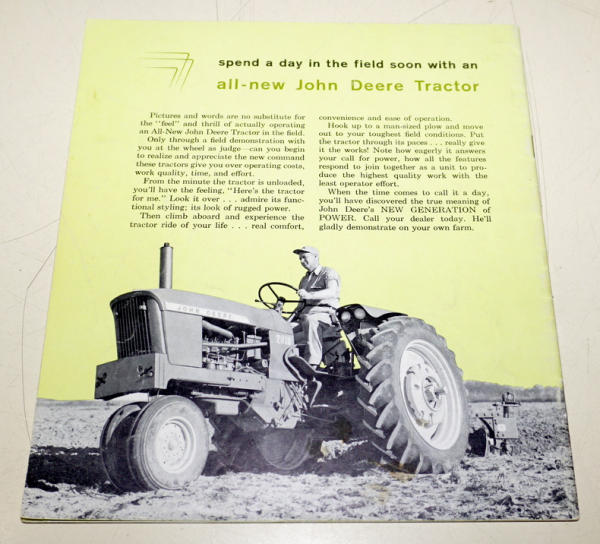 spend a day in the field soon with an
all-new John Deere Tractor
Pictures and words are no substitute for
the "feel" and thrill of actually operating
an All-New John Deere Tractor in the field.
Only through a field demonstration with
you at the wheel as judge—can you begin
to realize and appreciate the new command
these tractors give you over operating costs,
work quality, time, and effort.
From the minute the tractor is unloaded,
you'll have the feeling, "Here's the tractor
for me." Look it over . . . admire its func-
tional styling; its look of rugged power.
Then climb aboard and experience the
tractor ride of your life . . . real comfort,
convenience and ease of operation.
Hook up to a man-sized plow and move
out to your toughest field conditions. Put
the tractor through its paces . . . really give
it the works! Note how eagerly it answers
your call for power, how all the features
respond to join together as a unit to pro-
duce the highest quality work with the
least operator effort.
When the time comes to call it a day,
you'll have discovered the true meaning of
John Deere's NEW GENERATION of
POWER. Call your dealer today. He'll
gladly demonstrate on your own farm.
JOHN DEERE